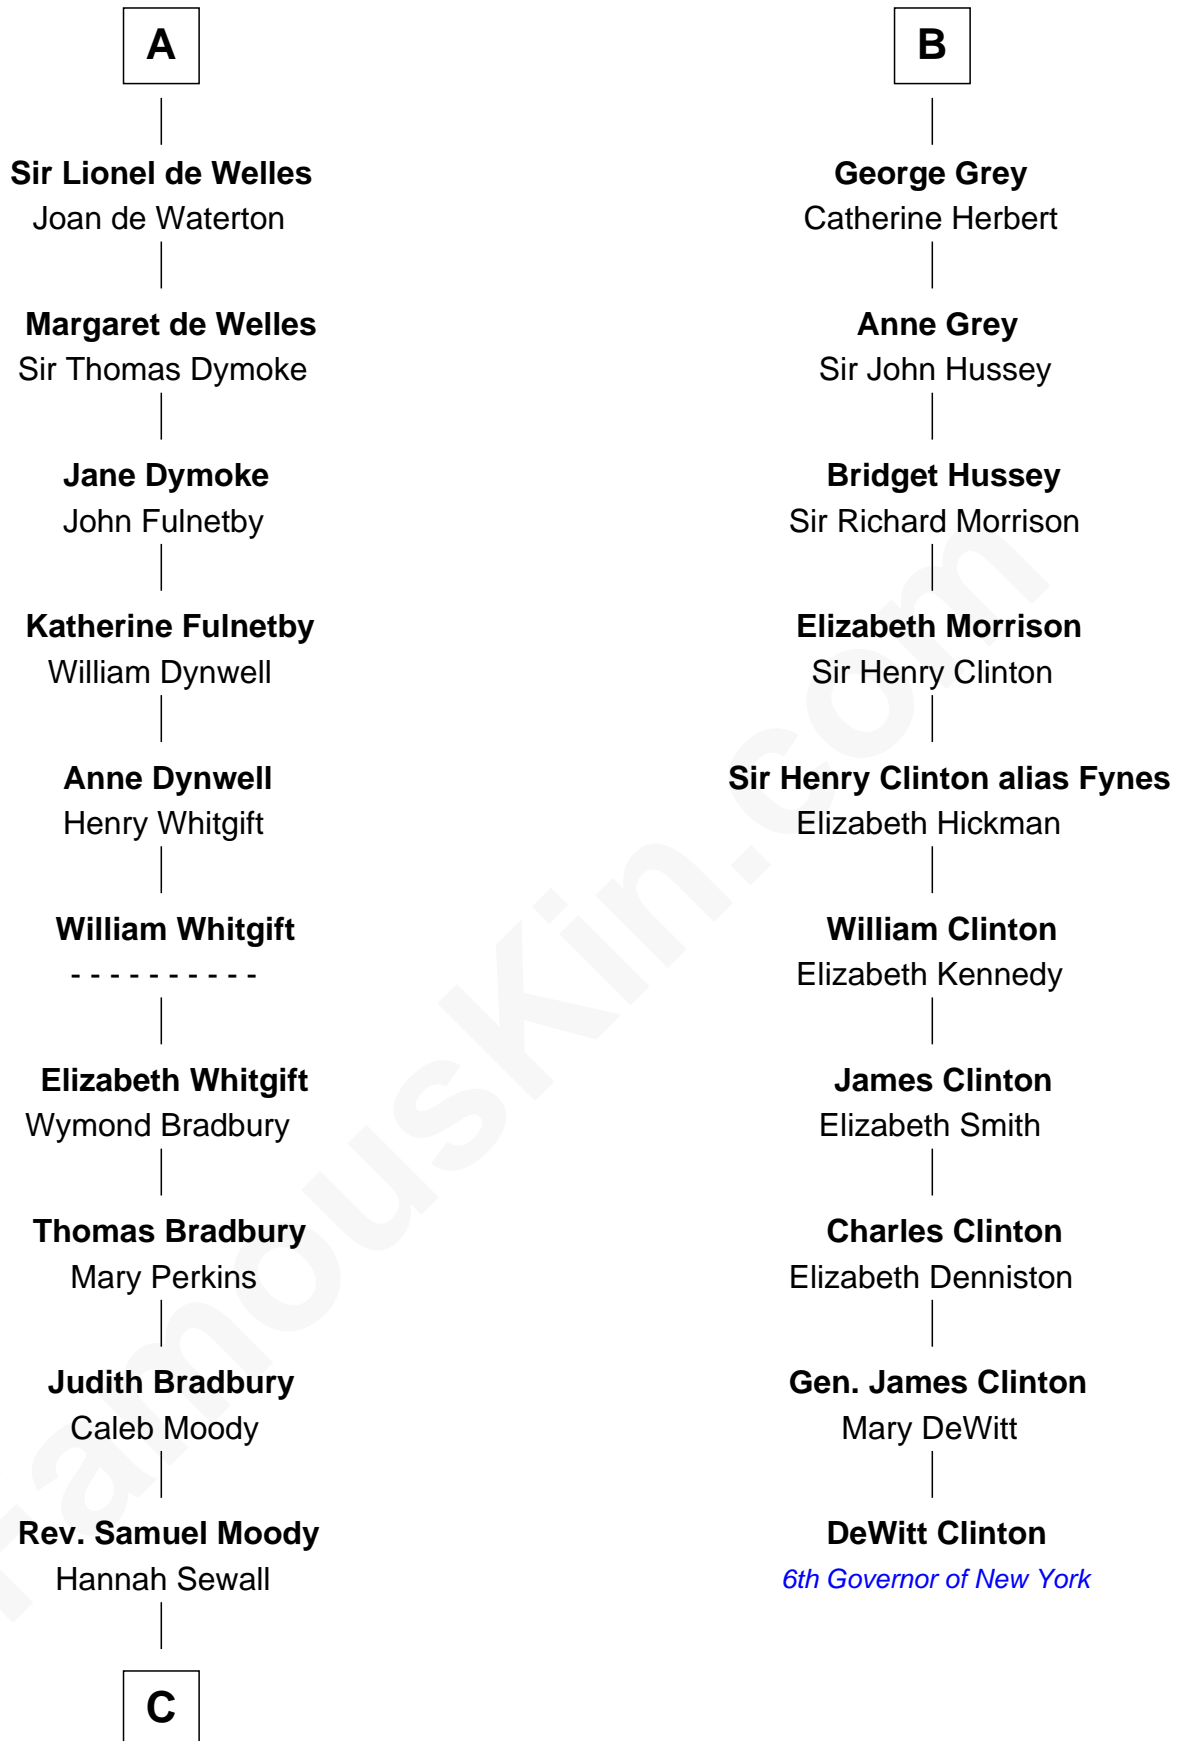 A
Sir Lionel de Welles
Joan de Waterton
Margaret de Welles
Sir Thomas Dymoke
Jane Dymoke
John Fulnetby
Katherine Fulnetby
William Dynwell
Anne Dynwell
Henry Whitgift
William Whitgift
- - - - - - - - - -
Elizabeth Whitgift
Wymond Bradbury
Thomas Bradbury
Mary Perkins
Judith Bradbury
Caleb Moody
Rev. Samuel Moody
Hannah Sewall
C
B
George Grey
Catherine Herbert
Anne Grey
Sir John Hussey
Bridget Hussey
Sir Richard Morrison
Elizabeth Morrison
Sir Henry Clinton
Sir Henry Clinton alias Fynes
Elizabeth Hickman
William Clinton
Elizabeth Kennedy
James Clinton
Elizabeth Smith
Charles Clinton
Elizabeth Denniston
Gen. James Clinton
Mary DeWitt
DeWitt Clinton
6th Governor of New York
FamousKin.com